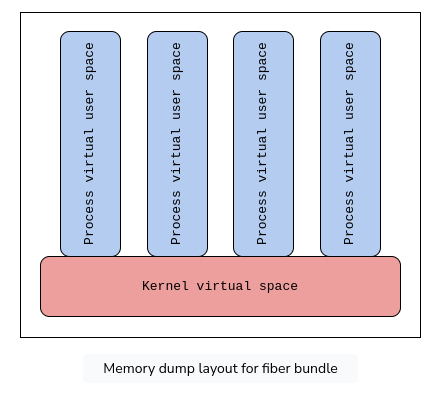 Process virtual user space
Process virtual user space
Process virtual user space
Process virtual user space
Kernel virtual space
Memory dump layout for fiber bundle